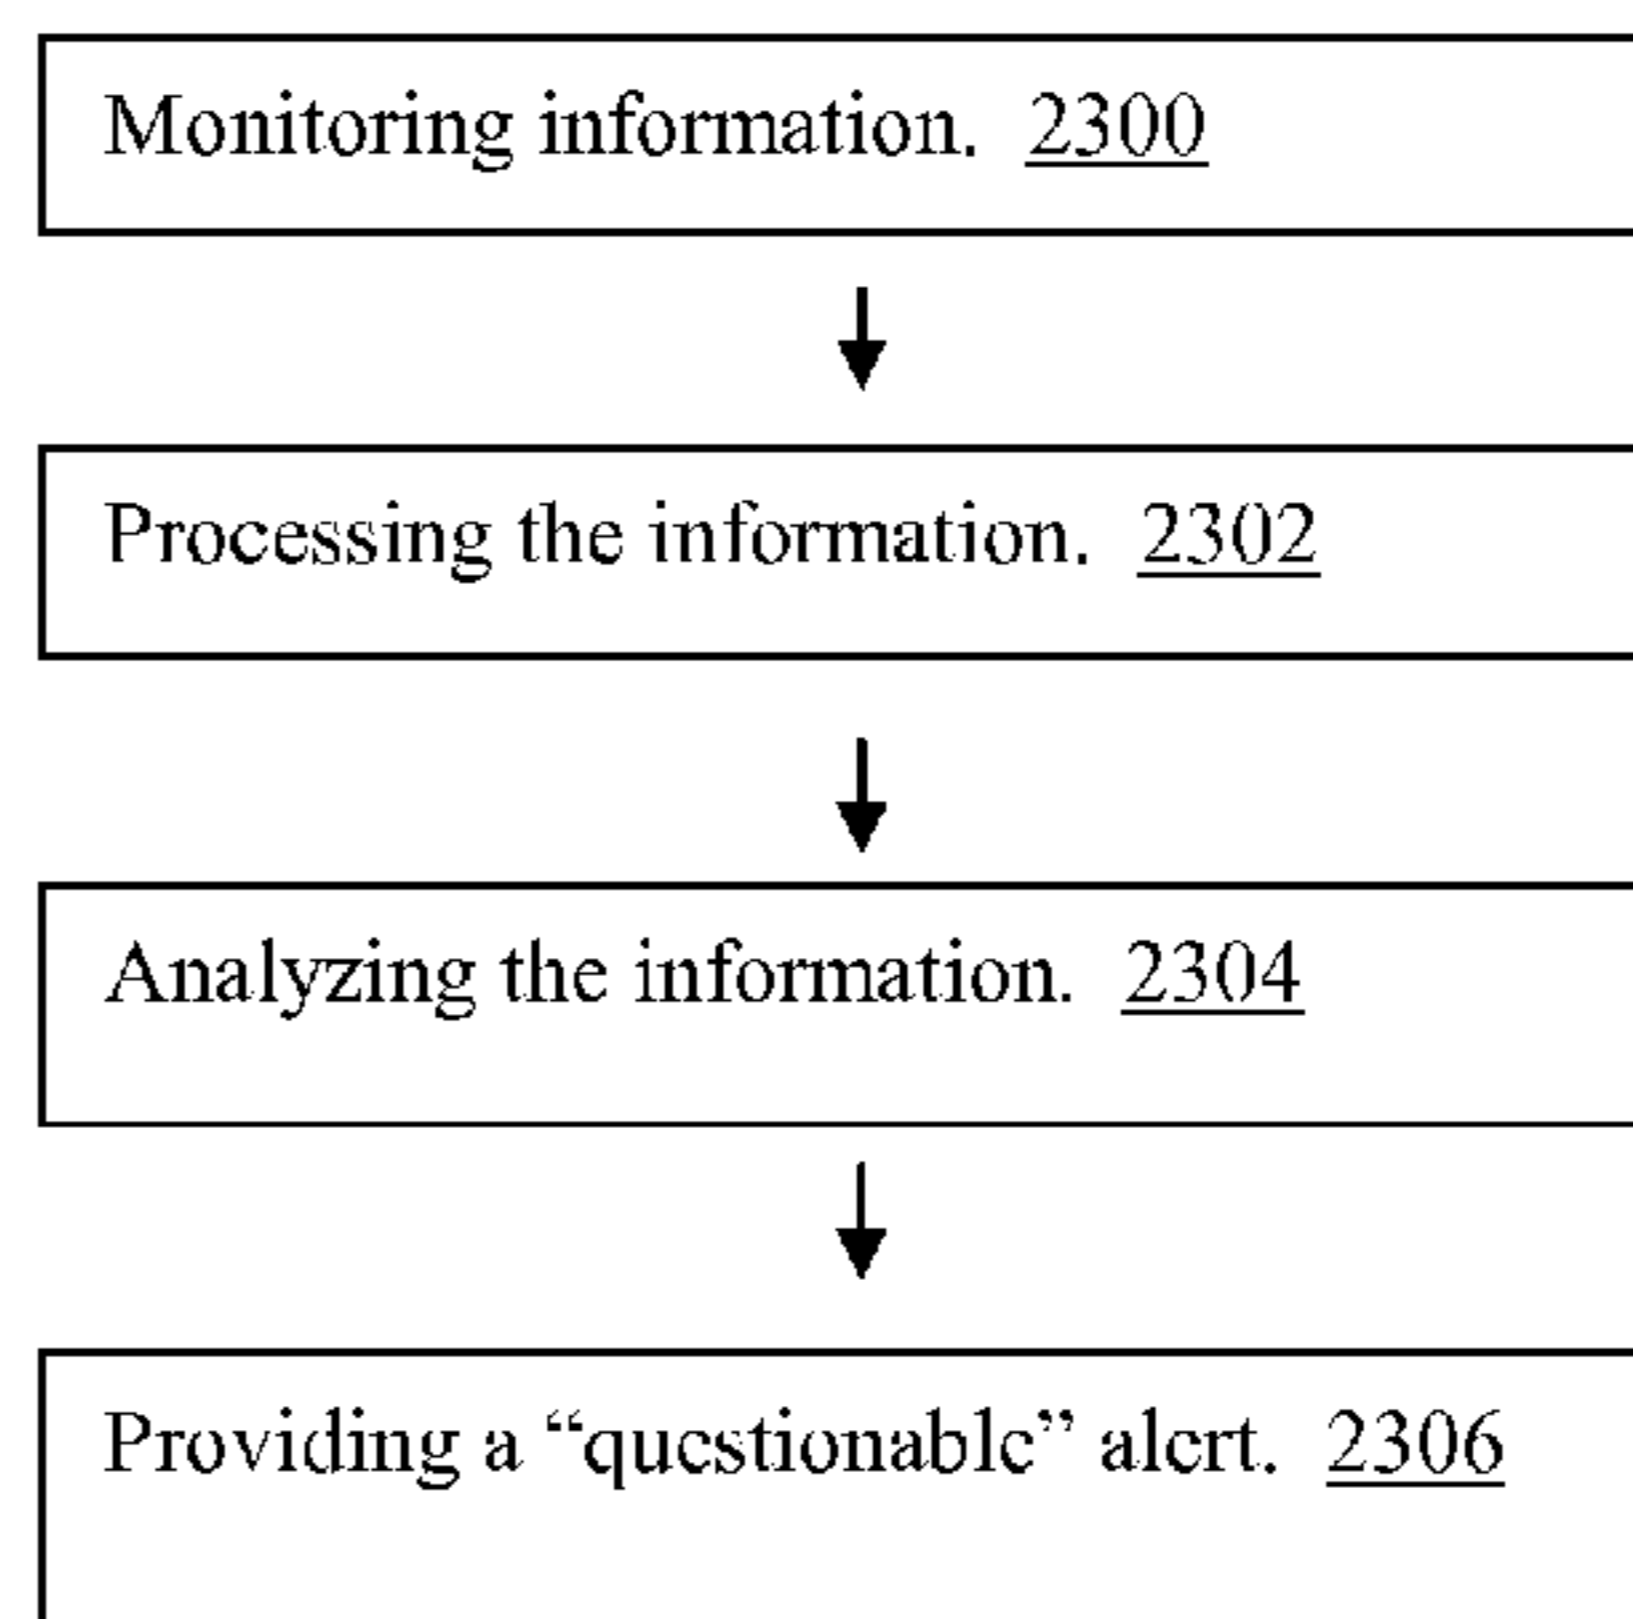 Monitoring information. 2300
Processing the information. 2302
Analyzing the information. 2304
Providing a “questionable” alert. 2306